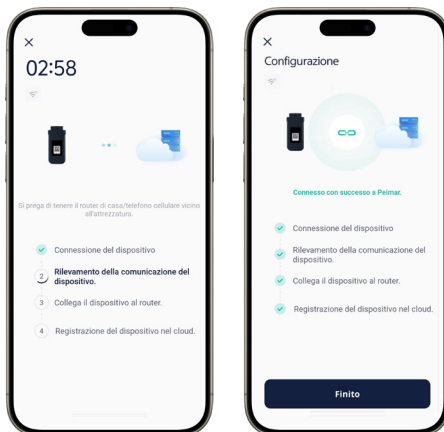 02:58
Si prega di tenere il router di casa/telefono cellulare vicino
all'attrezzatura.
Connessione del dispositivo
2 Rilevamento della comunicazione del
dispositivo.
3 Collega il dispositivo al router.
4 Registrazione del dispositivo nel cloud.
Configurazione
Connesso con successo a Peimar.
Connessione del dispositivo
Rilevamento della comunicazione del
dispositivo.
Collega il dispositivo al router.
Registrazione del dispositivo nel cloud.
Finito